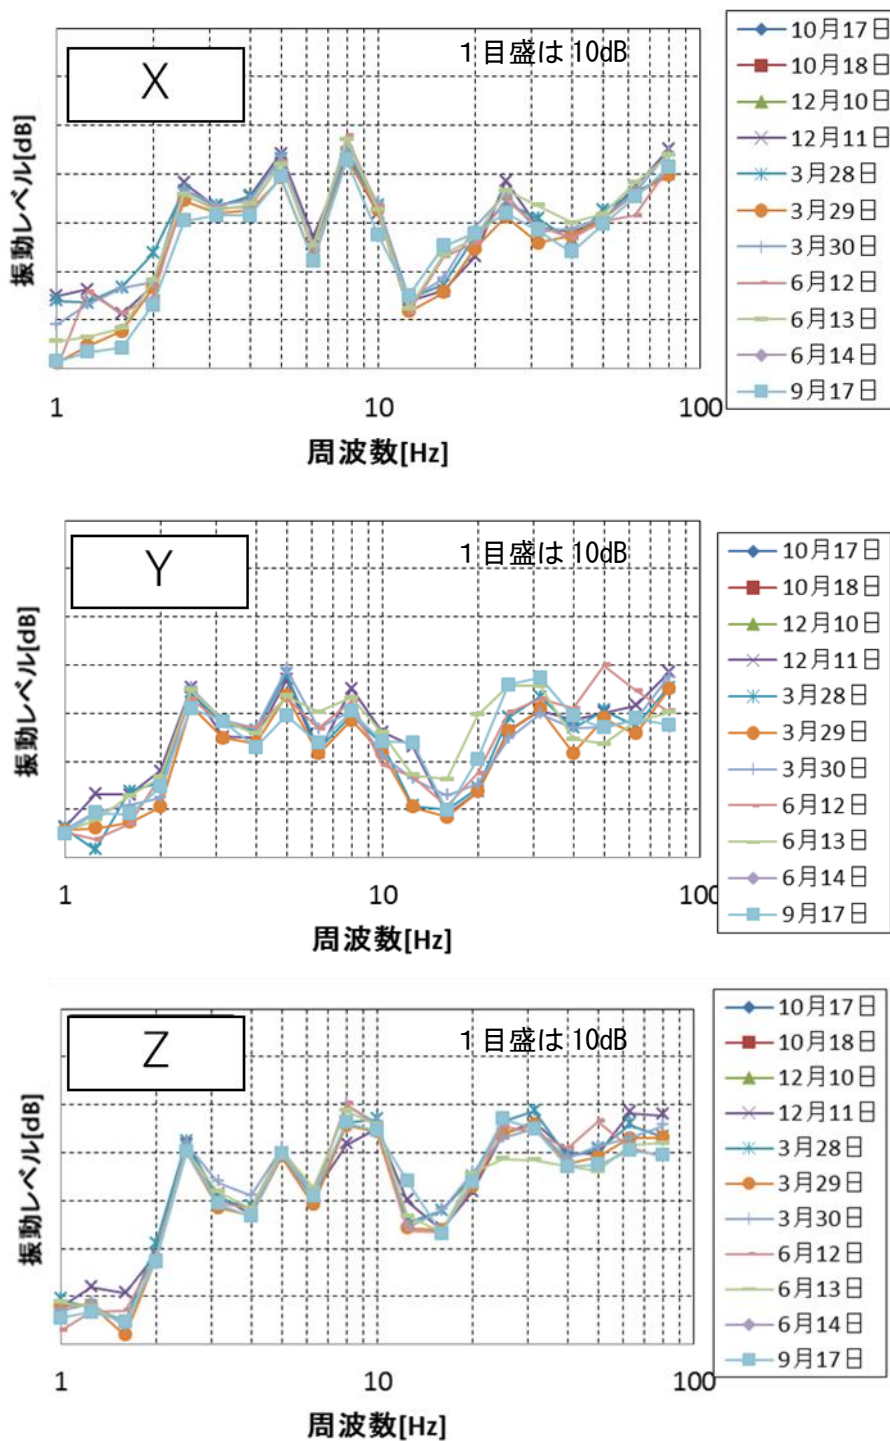 X
1目盛は 10dB
振動レベル[dB]
1
10
100
周波数[Hz]
10月17日
10月18日
12月10日
12月11日
3月28日
3月29日
3月30日
6月12日
6月13日
6月14日
9月17日
Y
1目盛は 10dB
振動レベル[dB]
1
10
100
周波数[Hz]
10月17日
10月18日
12月10日
12月11日
3月28日
3月29日
3月30日
6月12日
6月13日
6月14日
9月17日
Z
1目盛は 10dB
振動レベル[dB]
1
10
100
周波数[Hz]
10月17日
10月18日
12月10日
12月11日
3月28日
3月29日
3月30日
6月12日
6月13日
6月14日
9月17日